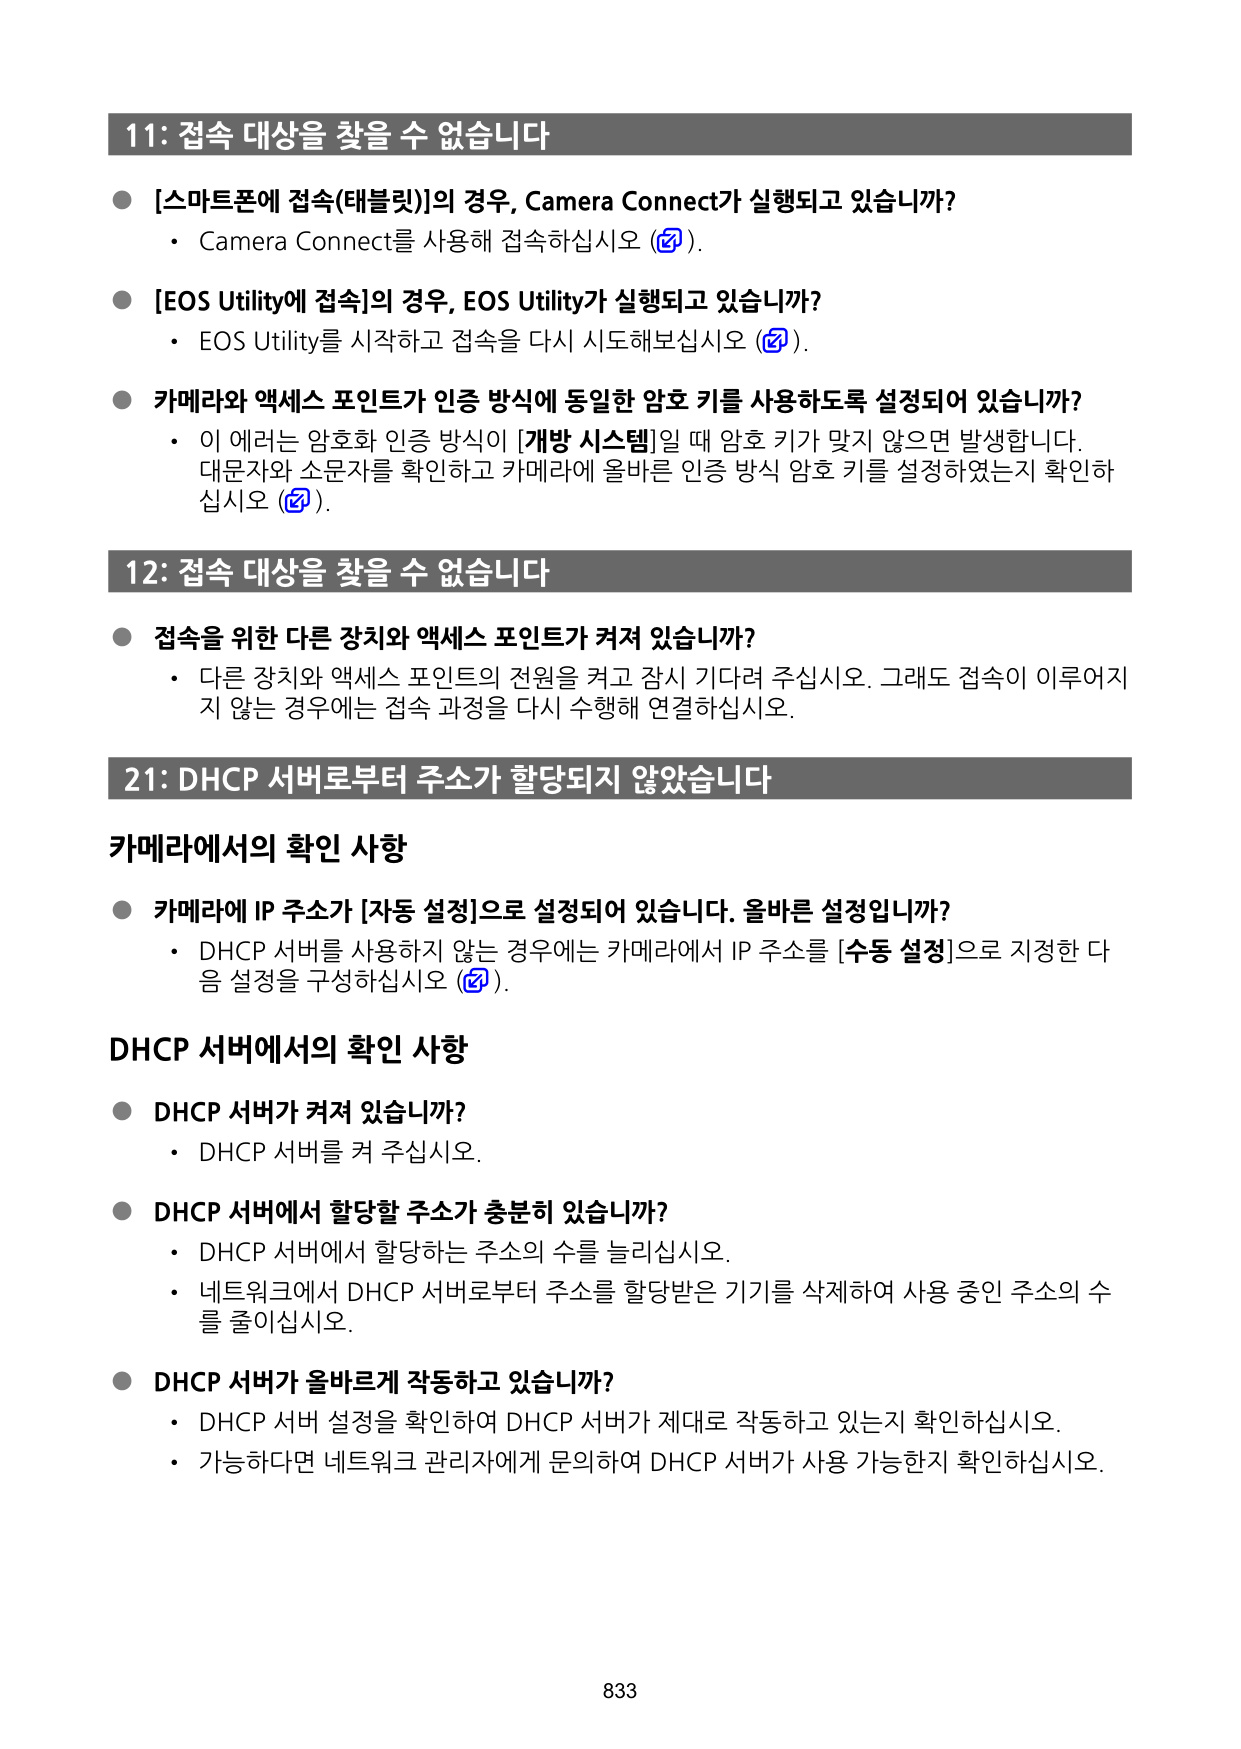 11: 접속 대상을 찾을 수 없습니다
● [스마트폰에 접속(태블릿)]의 경우, Camera Connect가 실행되고 있습니까?
• Camera Connect를 사용해 접속하십시오 ( ).
● [EOS Utility에 접속]의 경우, EOS Utility가 실행되고 있습니까?
• EOS Utility를 시작하고 접속을 다시 시도해보십시오 ( ).
● 카메라와 액세스 포인트가 인증 방식에 동일한 암호 키를 사용하도록 설정되어 있습니까?
• 이 에러는 암호화 인증 방식이 [개방 시스템]일 때 암호 키가 맞지 않으면 발생합니다.
대문자와 소문자를 확인하고 카메라에 올바른 인증 방식 암호 키를 설정하였는지 확인하
십시오 ( ).
12: 접속 대상을 찾을 수 없습니다
● 접속을 위한 다른 장치와 액세스 포인트가 켜져 있습니까?
• 다른 장치와 액세스 포인트의 전원을 켜고 잠시 기다려 주십시오. 그래도 접속이 이루어지
지 않는 경우에는 접속 과정을 다시 수행해 연결하십시오.
21: DHCP 서버로부터 주소가 할당되지 않았습니다
카메라에서의 확인 사항
● 카메라에 IP 주소가 [자동 설정]으로 설정되어 있습니다. 올바른 설정입니까?
• DHCP 서버를 사용하지 않는 경우에는 카메라에서 IP 주소를 [수동 설정]으로 지정한 다
음 설정을 구성하십시오 ( ).
DHCP 서버에서의 확인 사항
● DHCP 서버가 켜져 있습니까?
• DHCP 서버를 켜 주십시오.
● DHCP 서버에서 할당할 주소가 충분히 있습니까?
• DHCP 서버에서 할당하는 주소의 수를 늘리십시오.
• 네트워크에서 DHCP 서버로부터 주소를 할당받은 기기를 삭제하여 사용 중인 주소의 수
를 줄이십시오.
● DHCP 서버가 올바르게 작동하고 있습니까?
• DHCP 서버 설정을 확인하여 DHCP 서버가 제대로 작동하고 있는지 확인하십시오.
• 가능하다면 네트워크 관리자에게 문의하여 DHCP 서버가 사용 가능한지 확인하십시오.
833